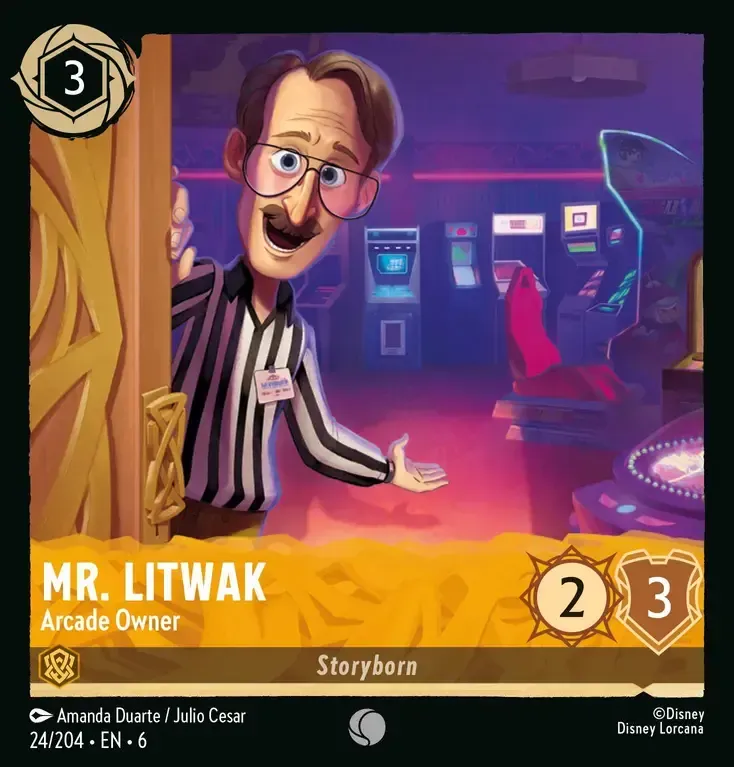 3
MR. LITWAK
Arcade Owner
2
3
Storyborn
Amanda Duarte / Julio Cesar
24/204 • EN • 6
©Disney
Disney Lorcana